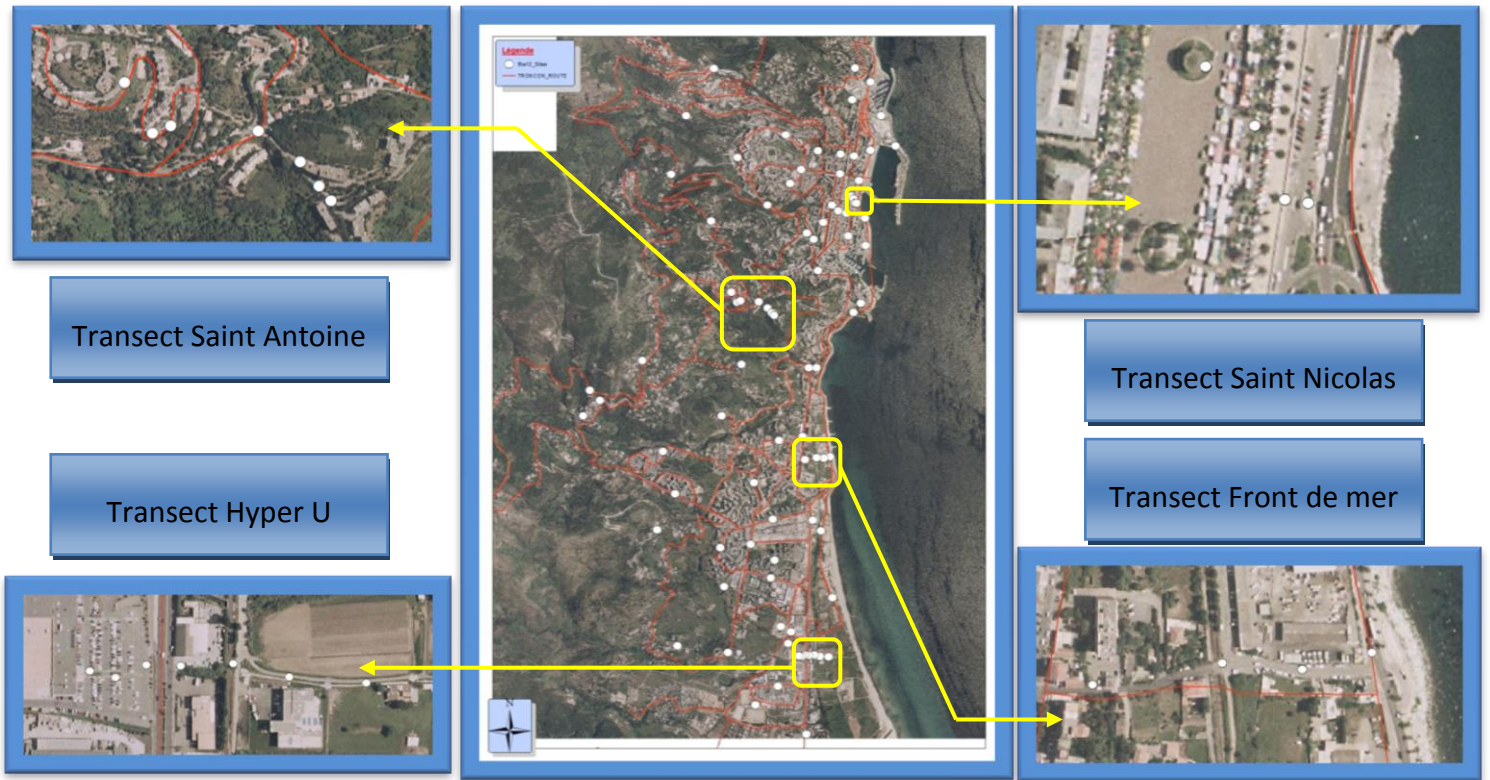 Légende
TRONCON_ROUTE
N
Transect Saint Antoine
Transect Saint Nicolas
Transect Hyper U
Transect Front de mer